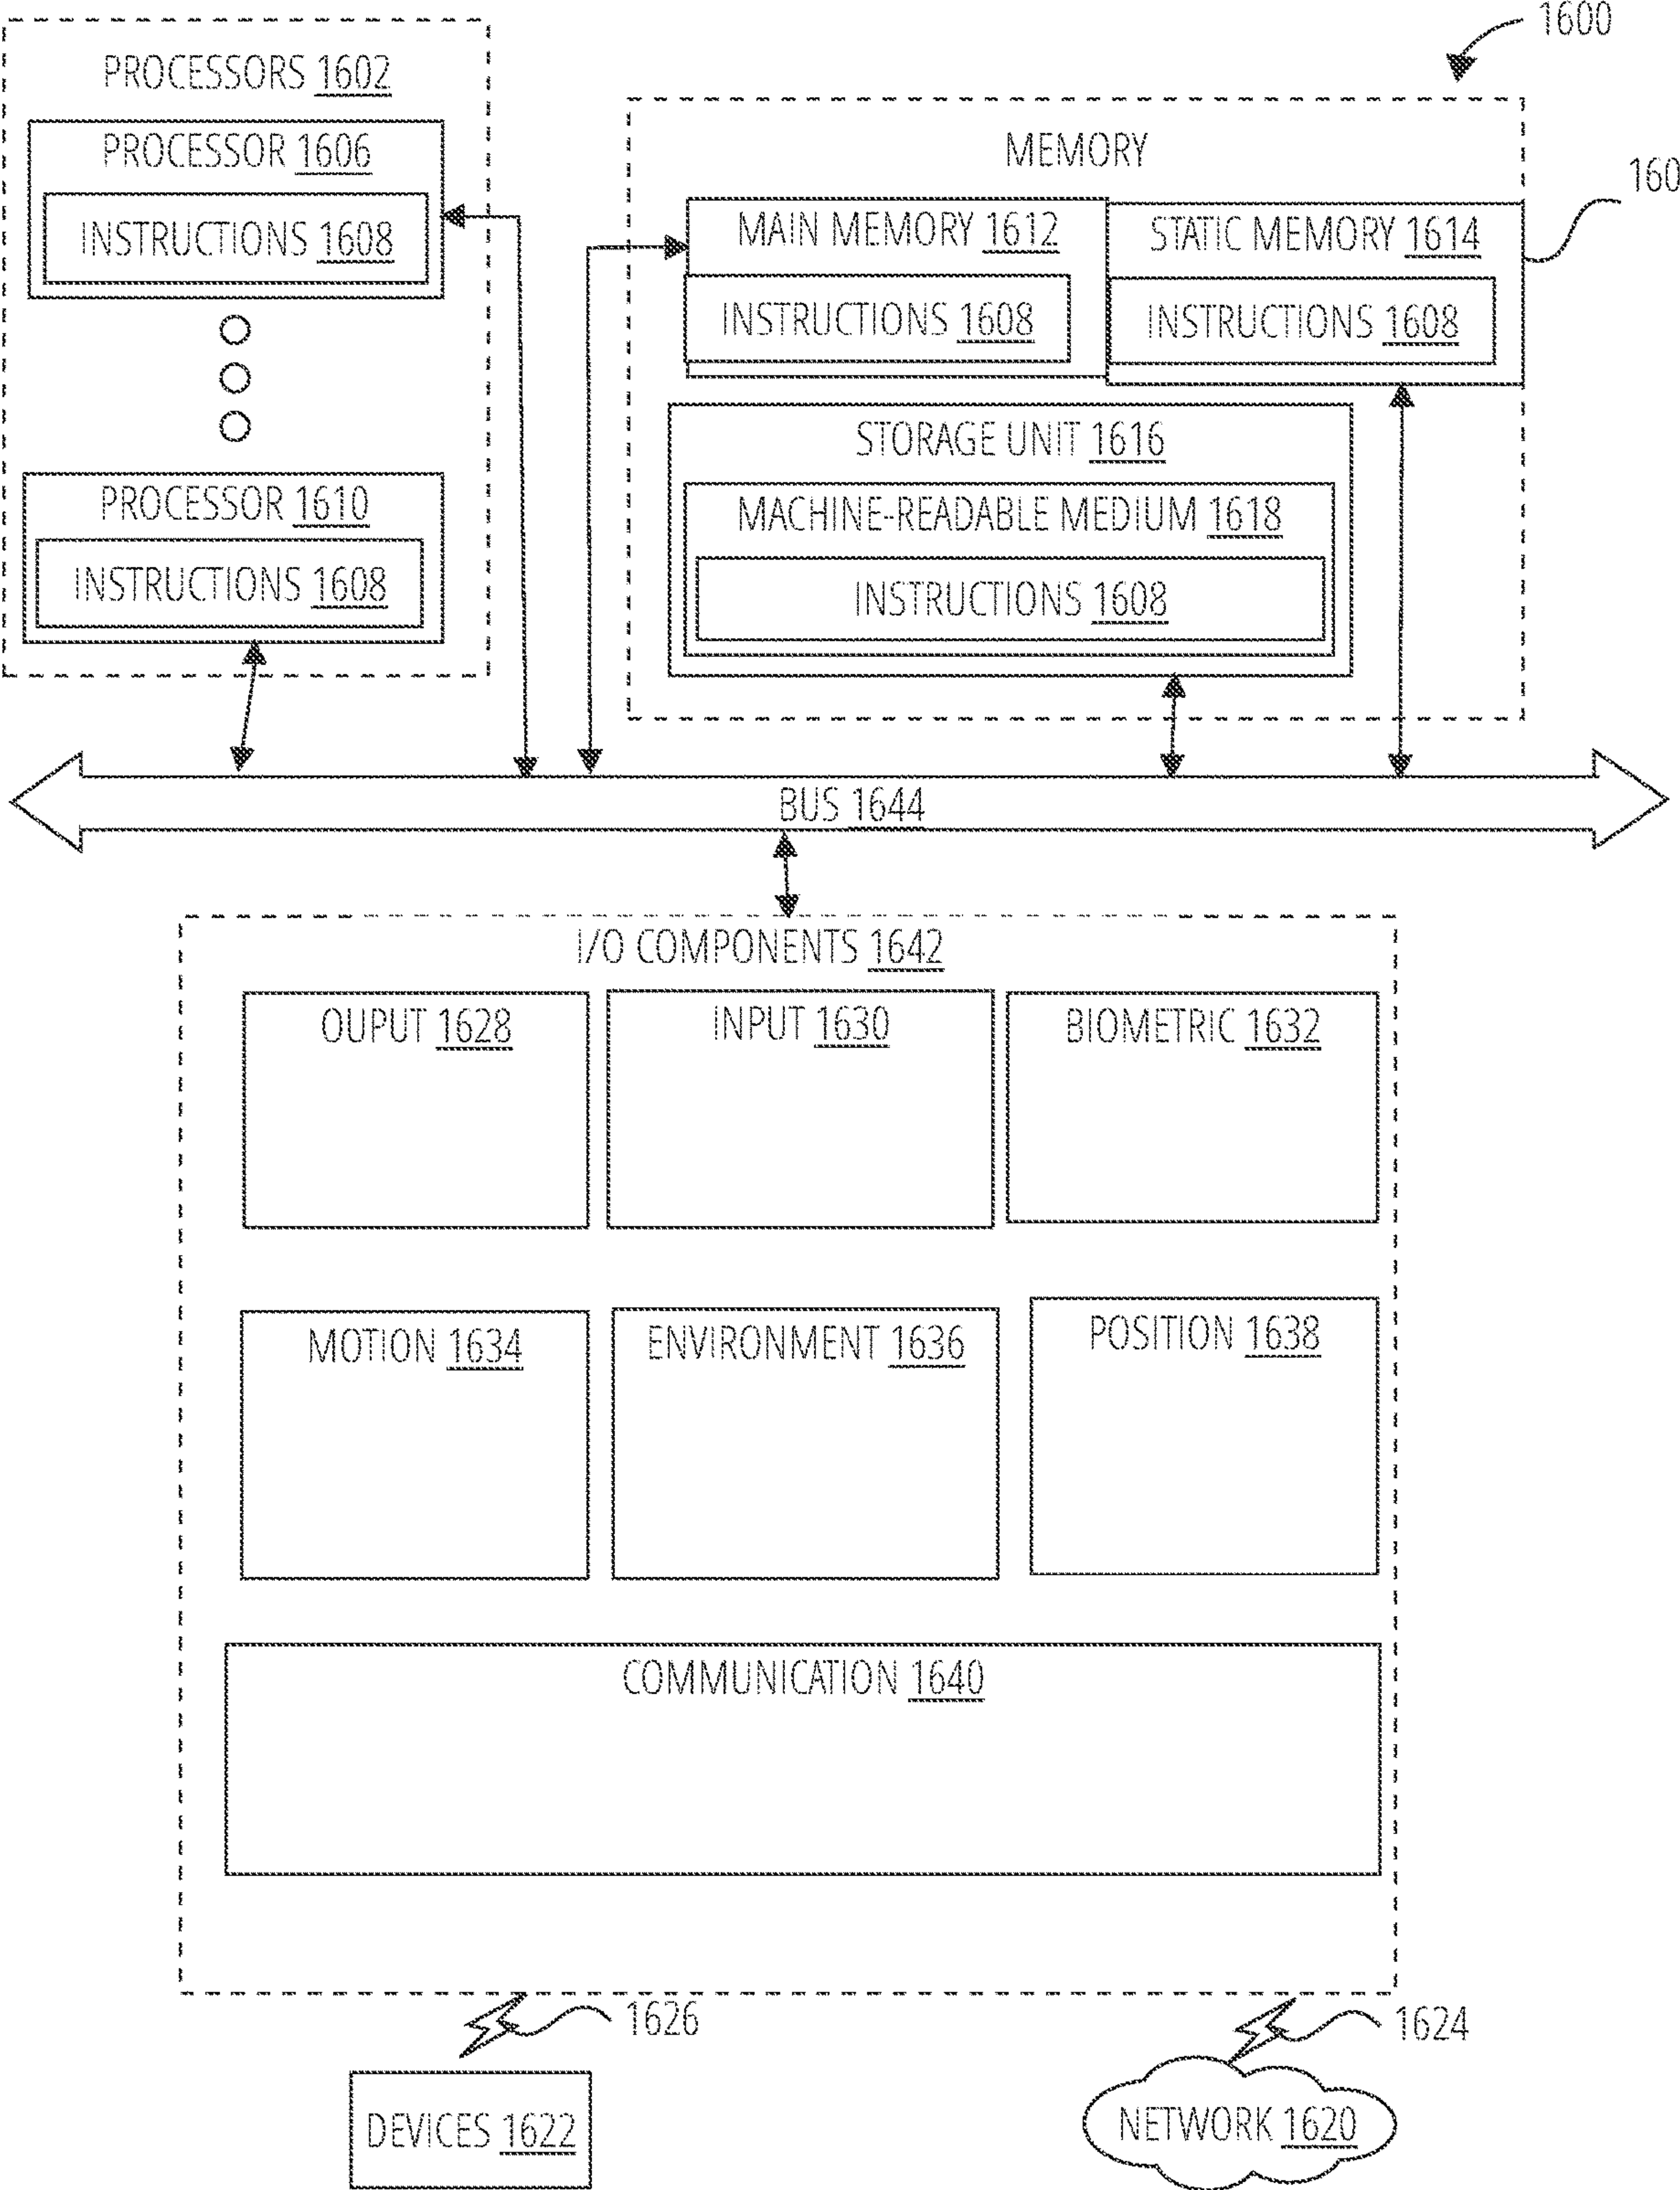 1600
PROCESSORS 1602
PROCESSOR 1606
INSTRUCTIONS 1608
PROCESSOR 1610
INSTRUCTIONS 1608
MEMORY
160
MAIN MEMORY 1612
INSTRUCTIONS 1608
STATIC MEMORY 1614
INSTRUCTIONS 1608
STORAGE UNIT 1616
MACHINE-READABLE MEDIUM 1618
INSTRUCTIONS 1608
BUS 1644
I/O COMPONENTS 1642
OUPUT 1628
INPUT 1630
BIOMETRIC 1632
MOTION 1634
ENVIRONMENT 1636
POSITION 1638
COMMUNICATION 1640
1626
1624
DEVICES 1622
NETWORK 1620